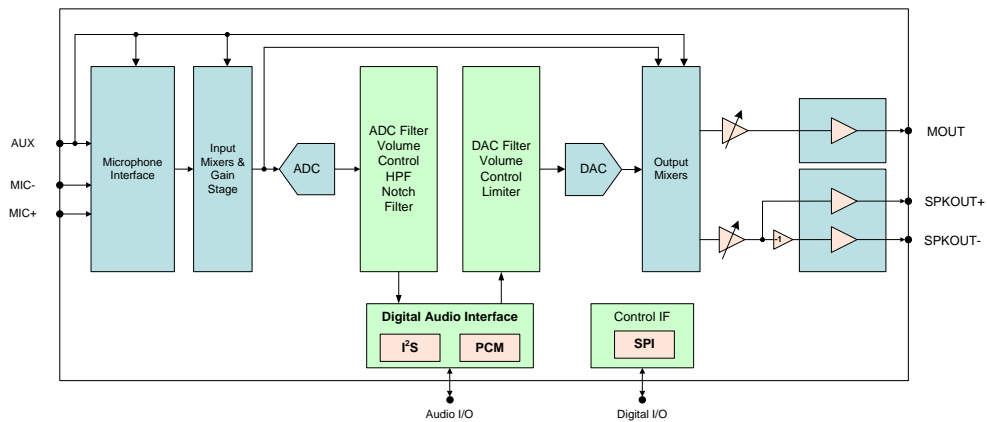 AUX
MIC-
MIC+
Microphone
Interface
Input
Mixers &
Gain
Stage
ADC
ADC Filter
Volume
Control
HPF
Notch
Filter
DAC Filter
Volume
Control
Limiter
DAC
Output
Mixers
-1
MOUT
SPKOUT+
SPKOUT-
Digital Audio Interface
I²S
PCM
Control IF
SPI
Audio I/O
Digital I/O